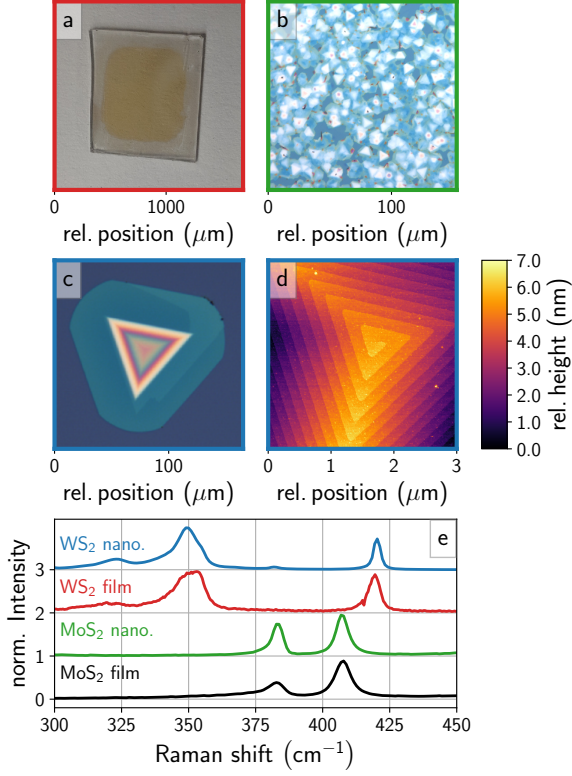 a
b
0
1000
0
100
rel. position (μm)
rel. position (μm)
c
d
7.0
6.0
5.0
4.0
3.0
2.0
1.0
0.0
rel. height (nm)
0
100
0
1
2
3
rel. position (μm)
rel. position (μm)
e
WS₂ nano.
WS₂ film
MoS₂ nano.
MoS₂ film
3
2
1
0
norm. Intensity
300
325
350
375
400
425
450
Raman shift (cm⁻¹)